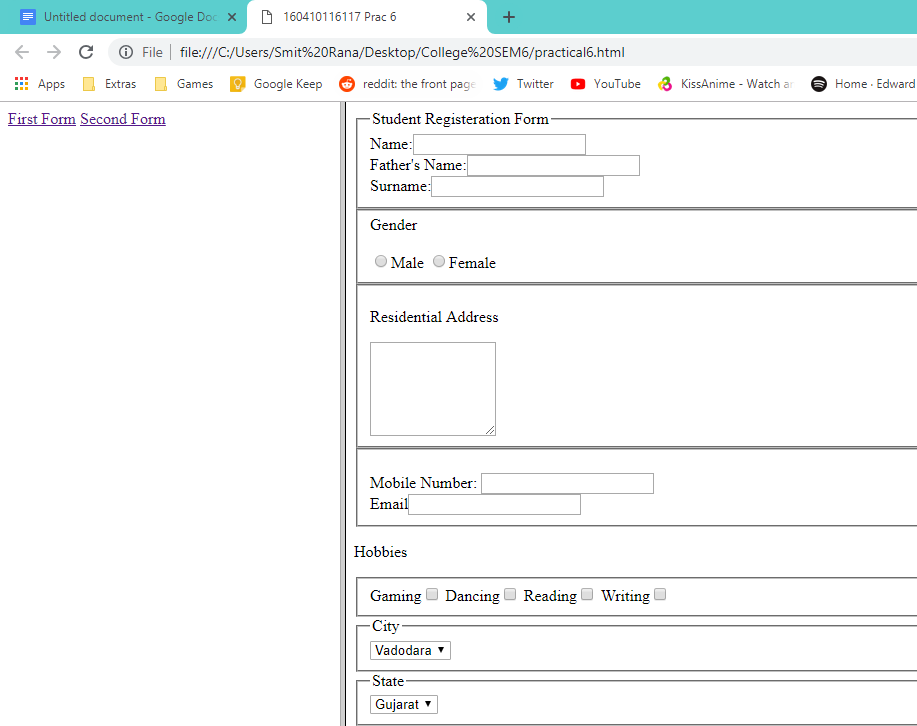 Untitled document - Google Doc
160410116117 Prac 6
File file:///C:/Users/Smit%20Rana/Desktop/College%20SEM6/practical6.html
Apps Extras Games Google Keep reddit: the front page Twitter YouTube KissAnime - Watch an Home · Edward
First Form Second Form
Student Registeration Form
Name:
Father's Name:
Surname:
Gender
Male Female
Residential Address
Mobile Number:
Email
Hobbies
Gaming Dancing Reading Writing
City
Vadodara
State
Gujarat